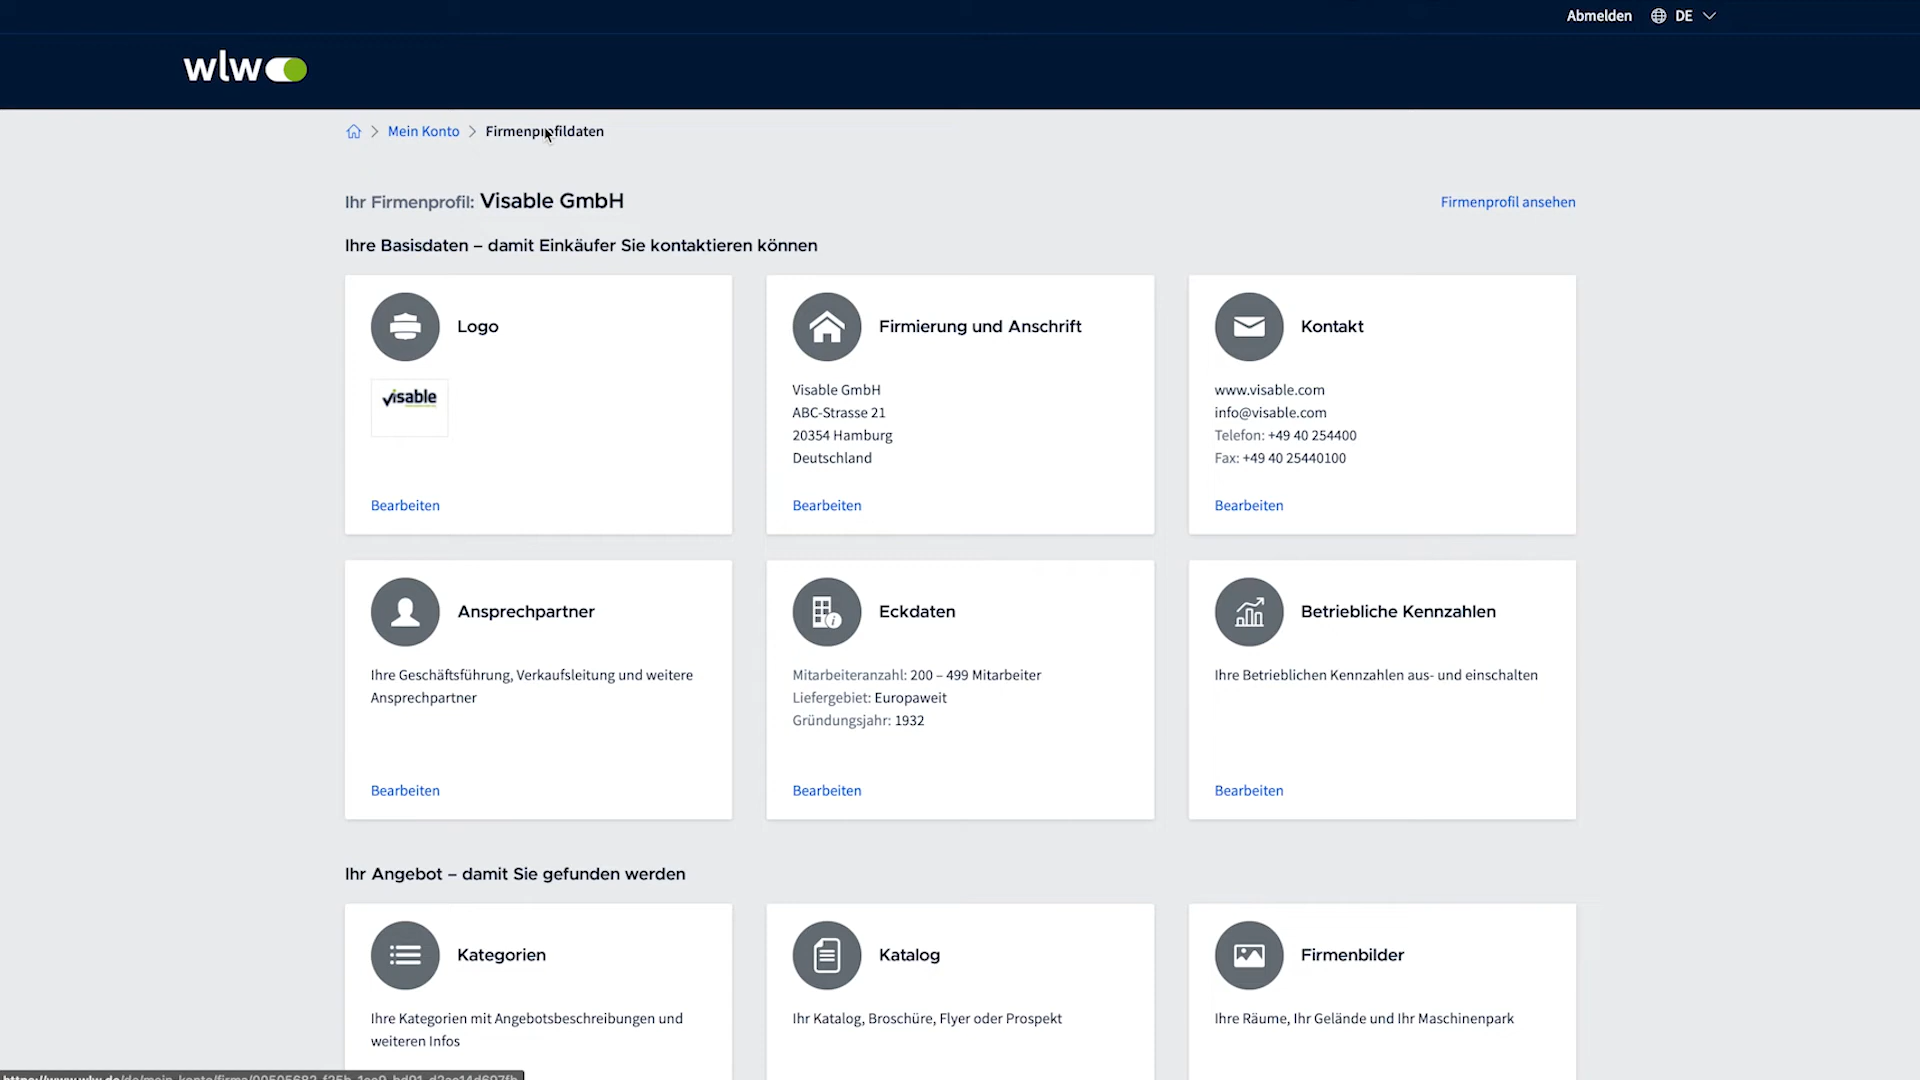 Abmelden DE
wlw
Mein Konto Firmenprofildaten
Ihr Firmenprofil: Visable GmbH
Firmenprofil ansehen
Ihre Basisdaten – damit Einkäufer Sie kontaktieren können
Logo
visable
Bearbeiten
Firmierung und Anschrift
Visable GmbH
ABC-Strasse 21
20354 Hamburg
Deutschland
Bearbeiten
Kontakt
www.visable.com
info@visable.com
Telefon: +49 40 254400
Fax: +49 40 25440100
Bearbeiten
Ansprechpartner
Ihre Geschäftsführung, Verkaufsleitung und weitere
Ansprechpartner
Bearbeiten
Eckdaten
Mitarbeiteranzahl: 200 – 499 Mitarbeiter
Liefergebiet: Europaweit
Gründungsjahr: 1932
Bearbeiten
Betriebliche Kennzahlen
Ihre Betrieblichen Kennzahlen aus- und einschalten
Bearbeiten
Ihr Angebot – damit Sie gefunden werden
Kategorien
Ihre Kategorien mit Angebotsbeschreibungen und
weiteren Infos
Katalog
Ihr Katalog, Broschüre, Flyer oder Prospekt
Firmenbilder
Ihre Räume, Ihr Gelände und Ihr Maschinenpark